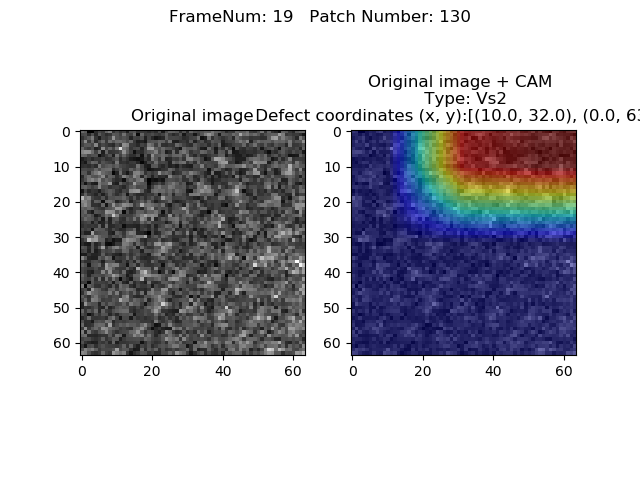 FrameNum: 19   Patch Number: 130
Original image + CAM
Type: Vs2
Original image
Defect coordinates (x, y):[(10.0, 32.0), (0.0, 63
0
10
20
30
40
50
60
0 20 40 60
0
10
20
30
40
50
60
0 20 40 60